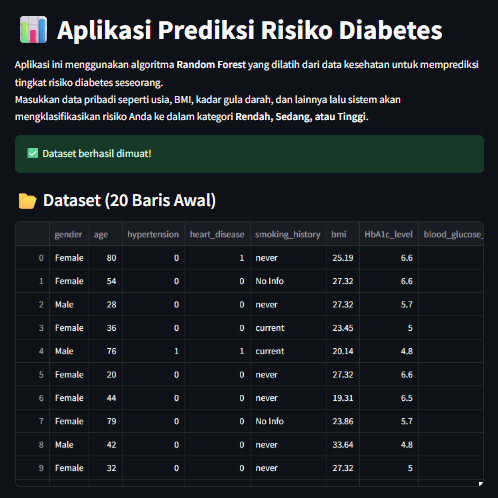 Aplikasi Prediksi Risiko Diabetes
Aplikasi ini menggunakan algoritma Random Forest yang dilatih dari data kesehatan untuk memprediksi
tingkat risiko diabetes seseorang.
Masukkan data pribadi seperti usia, BMI, kadar gula darah, dan lainnya lalu sistem akan
mengklasifikasikan risiko Anda ke dalam kategori Rendah, Sedang, atau Tinggi.
Dataset berhasil dimuat!
Dataset (20 Baris Awal)
gender age hypertension heart_disease smoking_history bmi HbA1c_level blood_glucose_
0 Female 80 0 1 never 25.19 6.6
1 Female 54 0 0 No Info 27.32 6.6
2 Male 28 0 0 never 27.32 5.7
3 Female 36 0 0 current 23.45 5
4 Male 76 1 1 current 20.14 4.8
5 Female 20 0 0 never 27.32 6.6
6 Female 44 0 0 never 19.31 6.5
7 Female 79 0 0 No Info 23.86 5.7
8 Male 42 0 0 never 33.64 4.8
9 Female 32 0 0 never 27.32 5